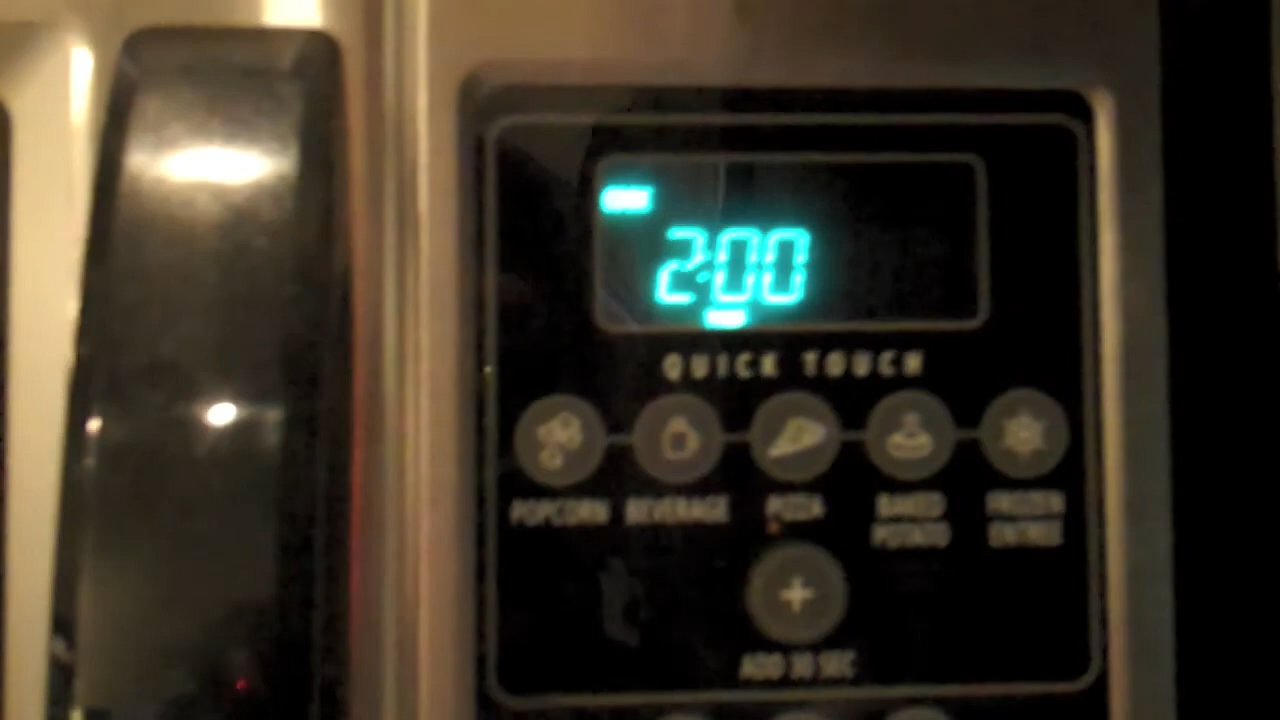 2:00
QUICK TOUCH
POPCORN BEVERAGE PIZZA BAKED POTATO FROZEN ENTREE
ADD 30 SEC